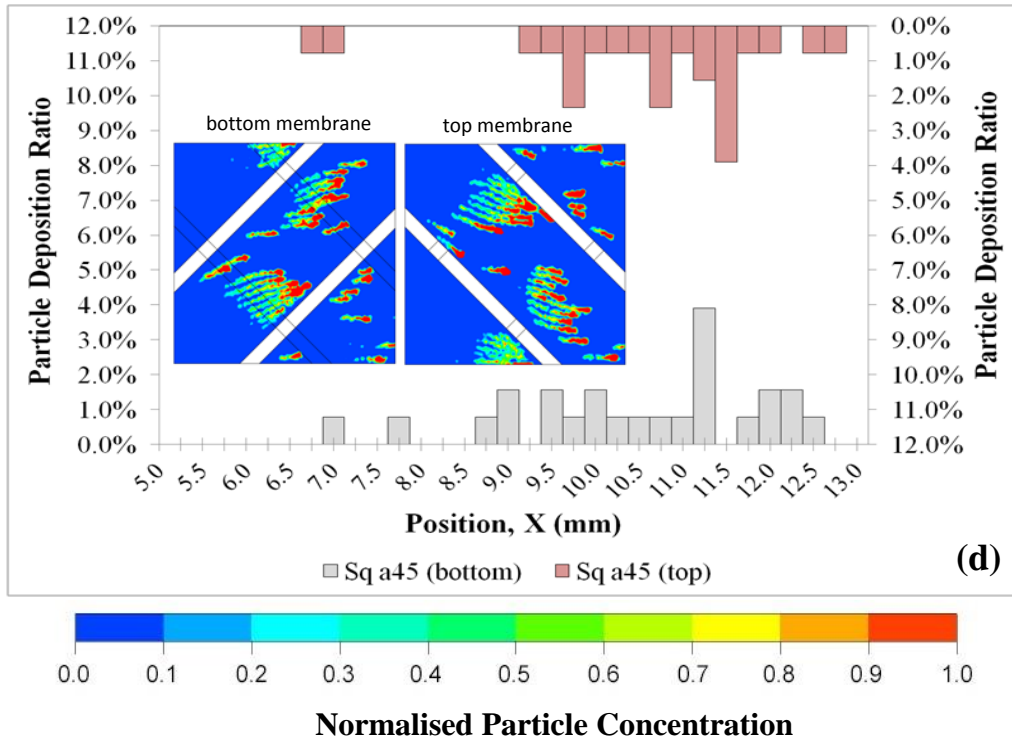 12.0%
11.0%
10.0%
9.0%
8.0%
7.0%
6.0%
5.0%
4.0%
3.0%
2.0%
1.0%
0.0%
Particle Deposition Ratio
bottom membrane
top membrane
0.0%
1.0%
2.0%
3.0%
4.0%
5.0%
6.0%
7.0%
8.0%
9.0%
10.0%
11.0%
12.0%
Particle Deposition Ratio
5.0 5.5 6.0 6.5 7.0 7.5 8.0 8.5 9.0 9.5 10.0 10.5 11.0 11.5 12.0 12.5 13.0
Position, X (mm)
Sq a45 (bottom) Sq a45 (top)
(d)
0.0 0.1 0.2 0.3 0.4 0.5 0.6 0.7 0.8 0.9 1.0
Normalised Particle Concentration